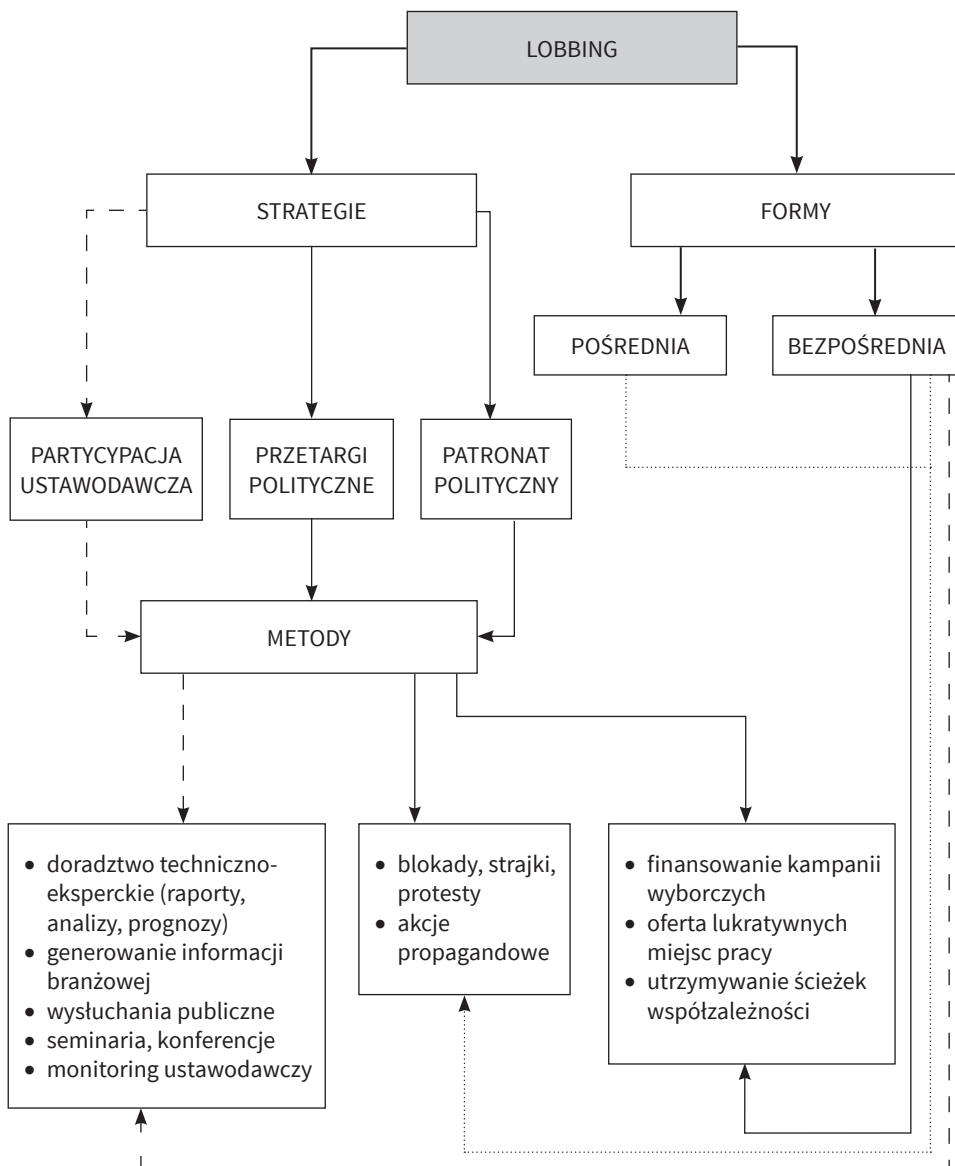 LOBBING
STRATEGIE
FORMY
POŚREDNIA
BEZPOŚREDNIA
PARTYCYPACJA
USTAWODAWCZA
PRZETARGI
POLITYCZNE
PATRONAT
POLITYCZNY
METODY
• doradztwo techniczno-
eksperckie (raporty,
analizy, prognozy)
• generowanie informacji
branżowej
• wysłuchania publiczne
• seminaria, konferencje
• monitoring ustawodawczy
• blokady, strajki,
protesty
• akcje
propagandowe
• finansowanie kampanii
wyborczych
• oferta lukratywnych
miejsc pracy
• utrzymywanie ścieżek
współzależności